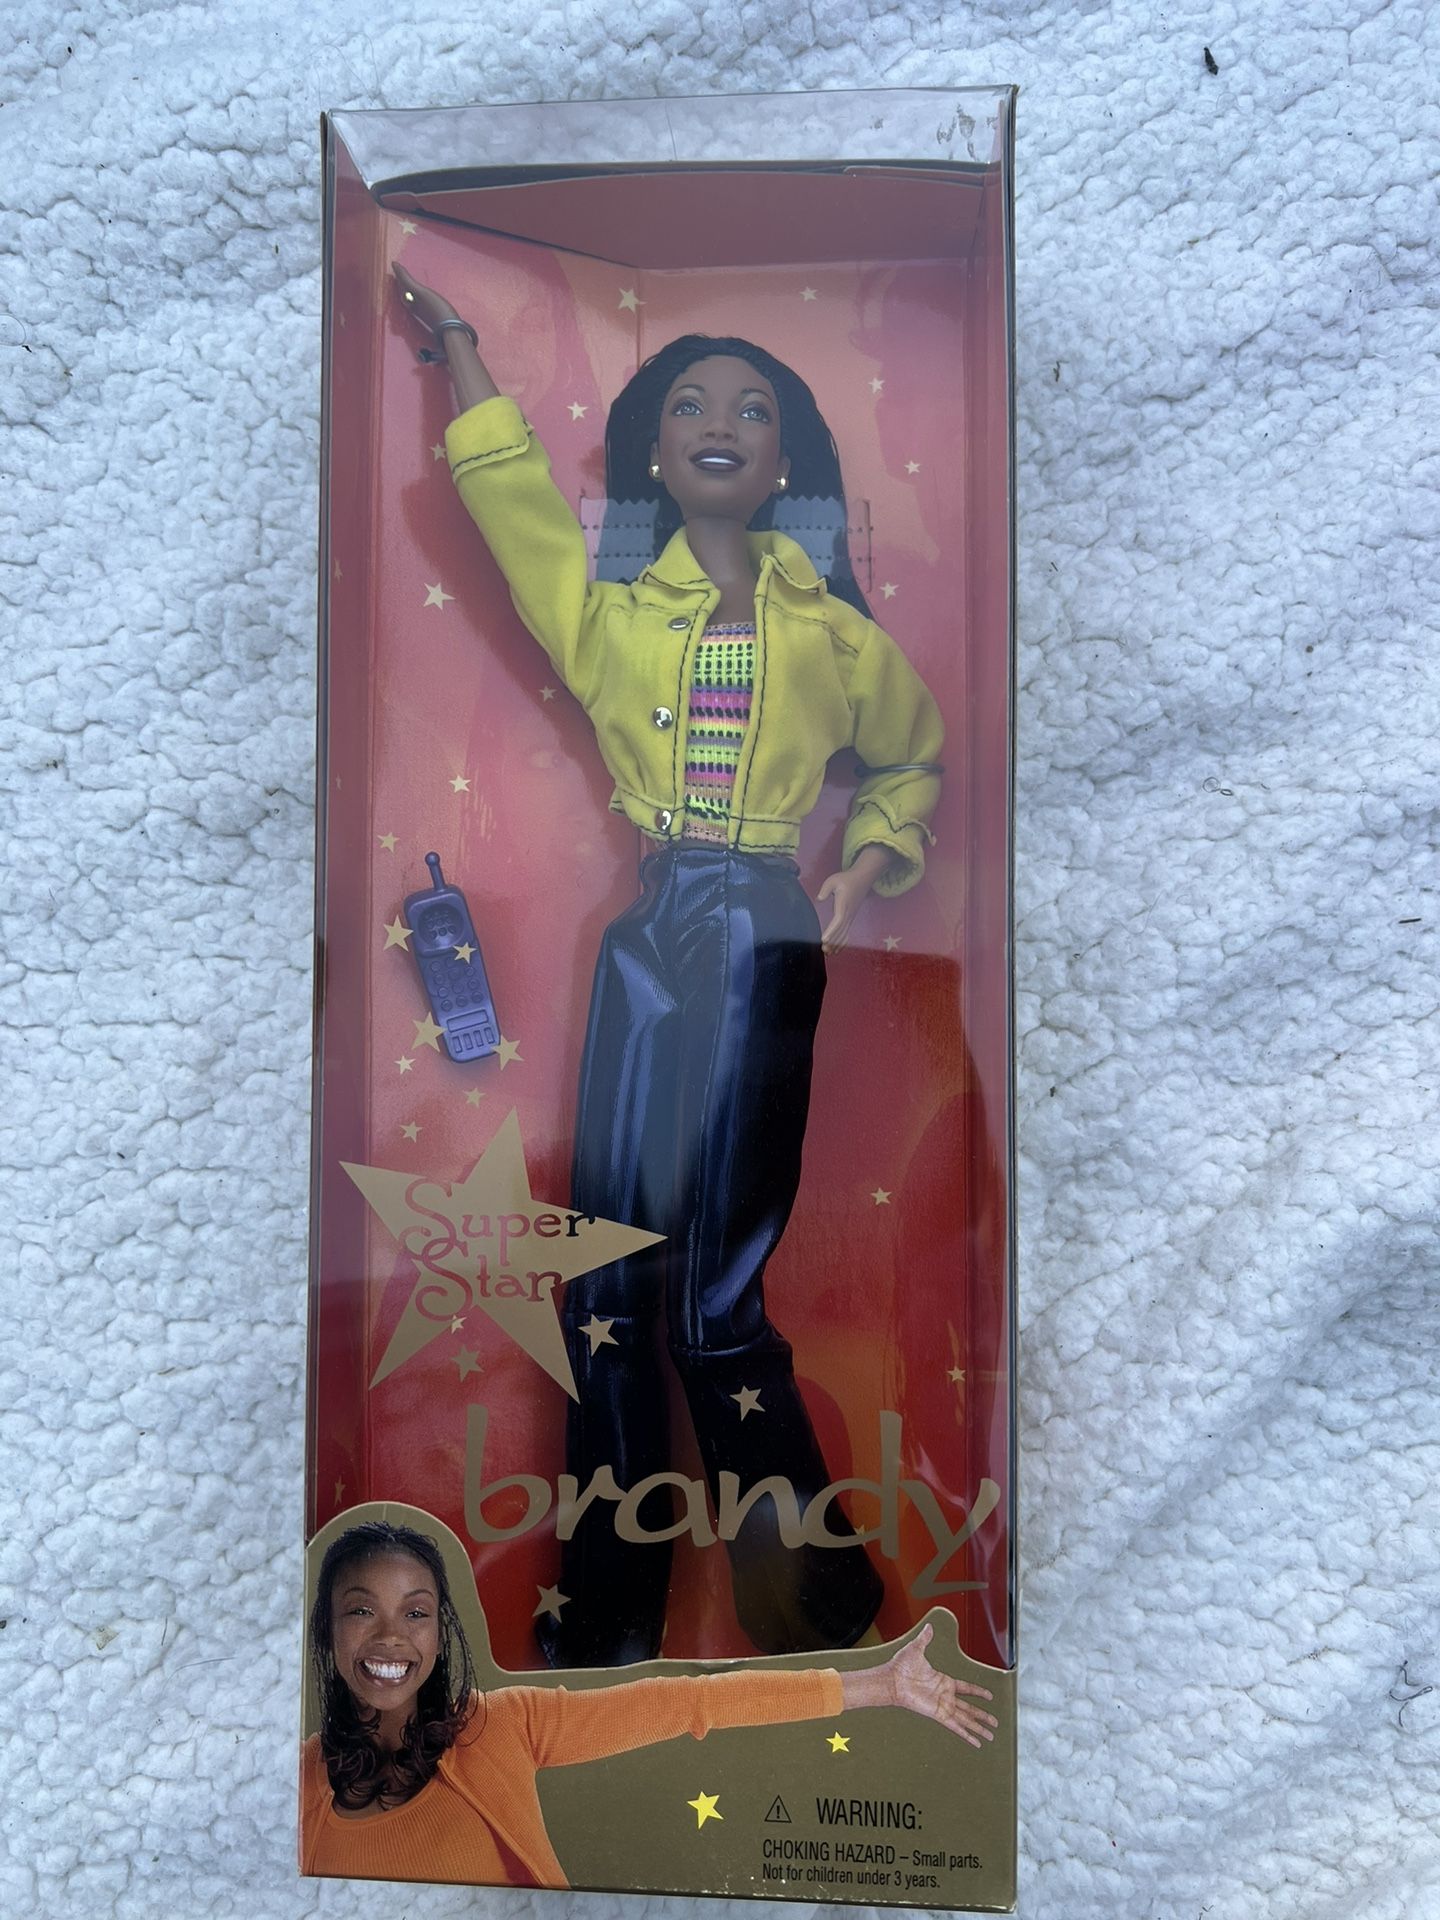 Super
Star
brandy
WARNING:
CHOKING HAZARD – Small parts.
Not for children under 3 years.